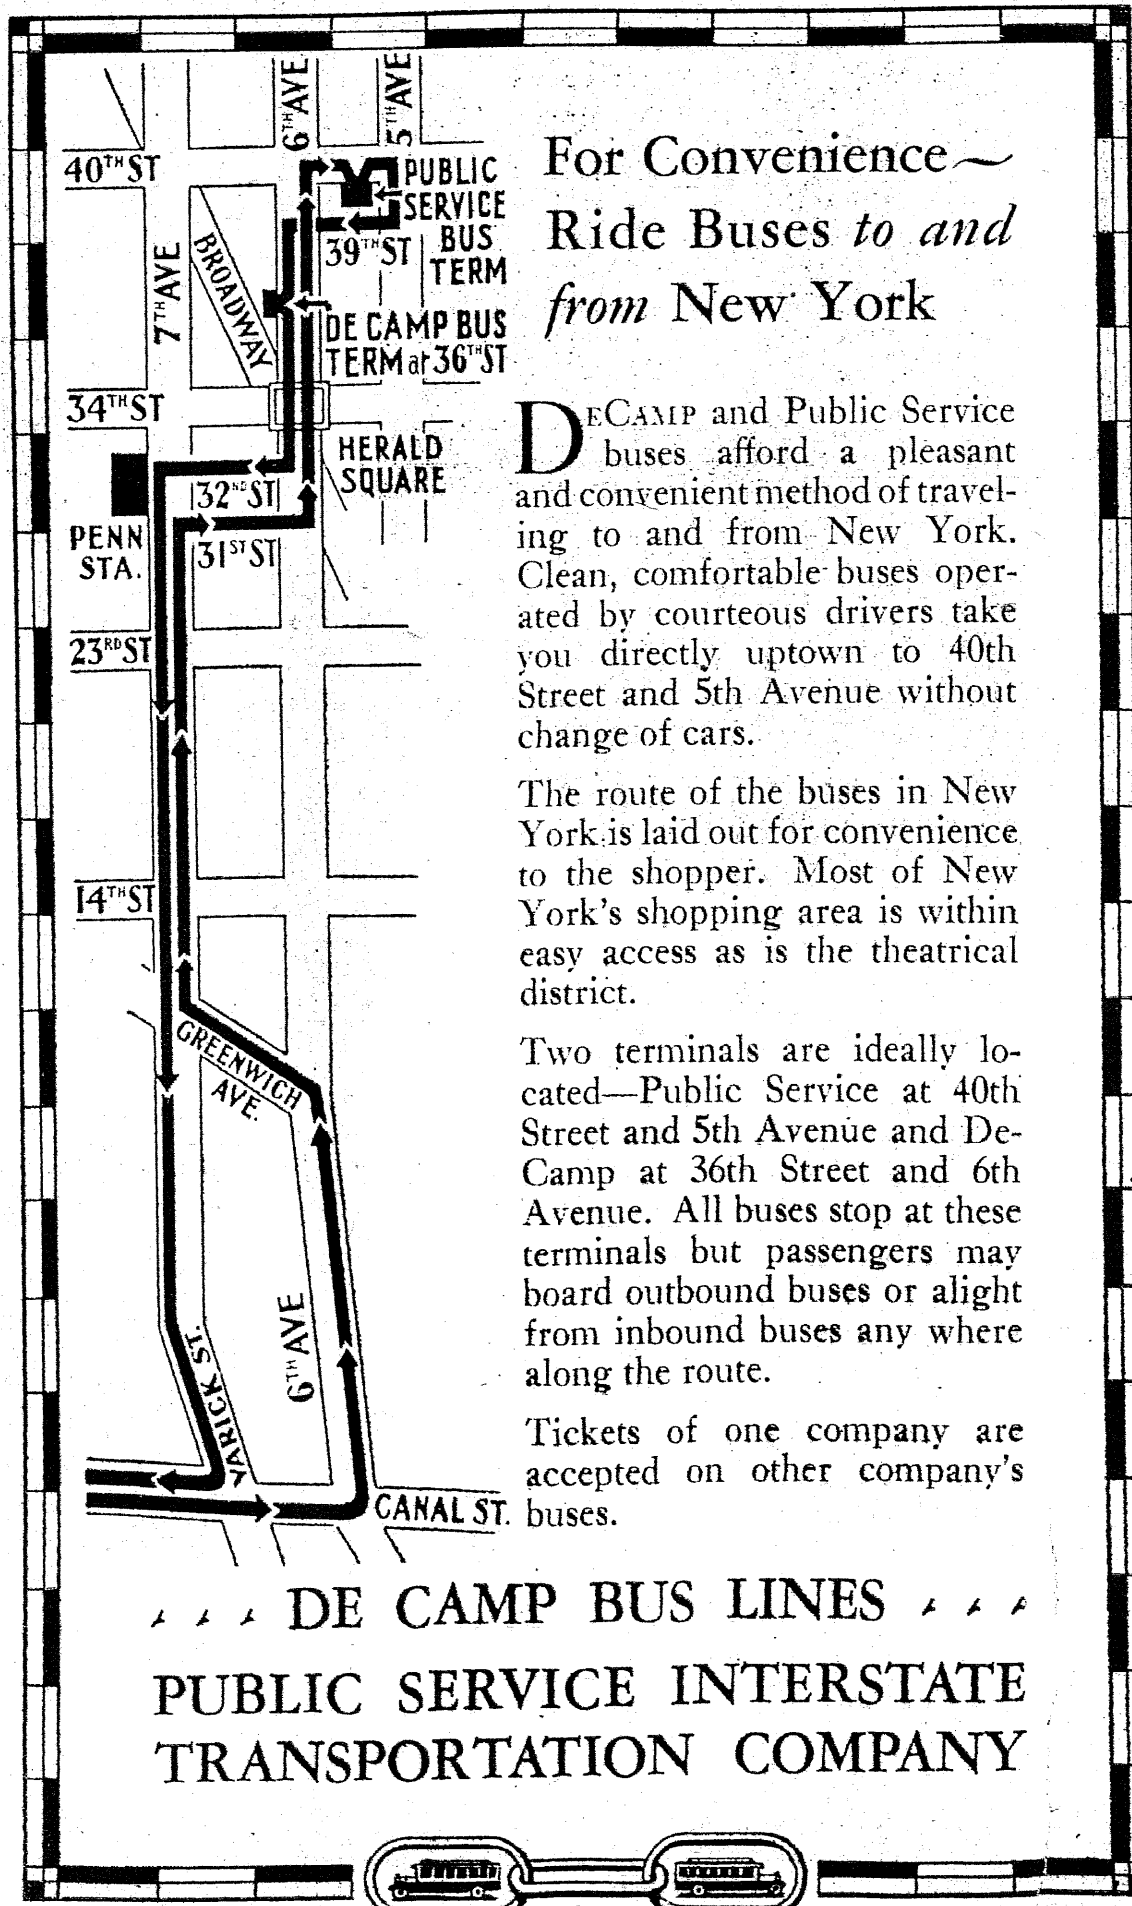 6TH AVE
5TH AVE
40TH ST
PUBLIC
SERVICE
BUS
TERM
39TH ST
7TH AVE
BROADWAY
DE CAMP BUS
TERM at 36TH ST
34TH ST
HERALD
SQUARE
32ND ST
PENN
STA.
31ST ST
23RD ST
14TH ST
GREENWICH
AVE.
6TH AVE
VARICK ST.
CANAL ST.
For Convenience~
Ride Buses to and
from New York
DECAMP and Public Service
buses afford a pleasant
and convenient method of travel-
ing to and from New York.
Clean, comfortable buses oper-
ated by courteous drivers take
you directly uptown to 40th
Street and 5th Avenue without
change of cars.
The route of the buses in New
York is laid out for convenience
to the shopper. Most of New
York's shopping area is within
easy access as is the theatrical
district.
Two terminals are ideally lo-
cated—Public Service at 40th
Street and 5th Avenue and De-
Camp at 36th Street and 6th
Avenue. All buses stop at these
terminals but passengers may
board outbound buses or alight
from inbound buses any where
along the route.
Tickets of one company are
accepted on other company's
buses.
DE CAMP BUS LINES
PUBLIC SERVICE INTERSTATE
TRANSPORTATION COMPANY